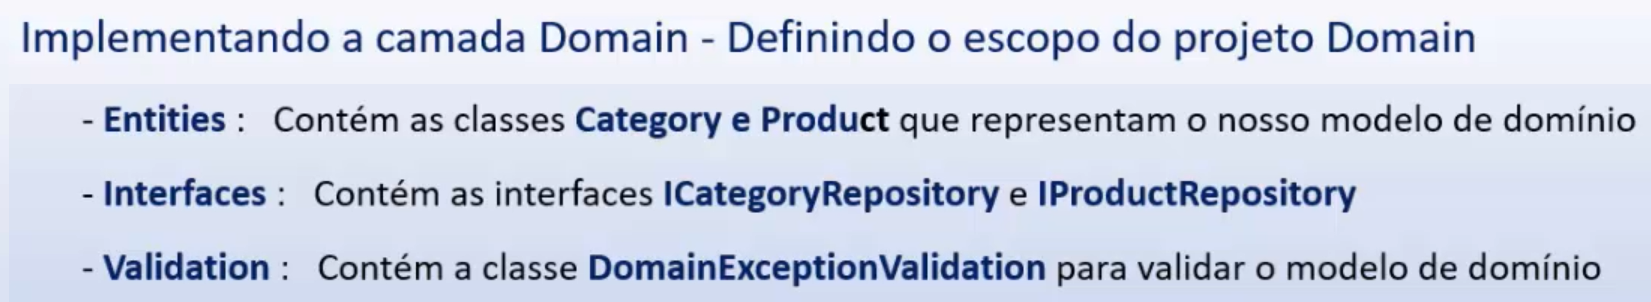 Implementando a camada Domain - Definindo o escopo do projeto Domain
- Entities : Contém as classes Category e Product que representam o nosso modelo de domínio
- Interfaces : Contém as interfaces ICategoryRepository e IProductRepository
- Validation : Contém a classe DomainExceptionValidation para validar o modelo de domínio